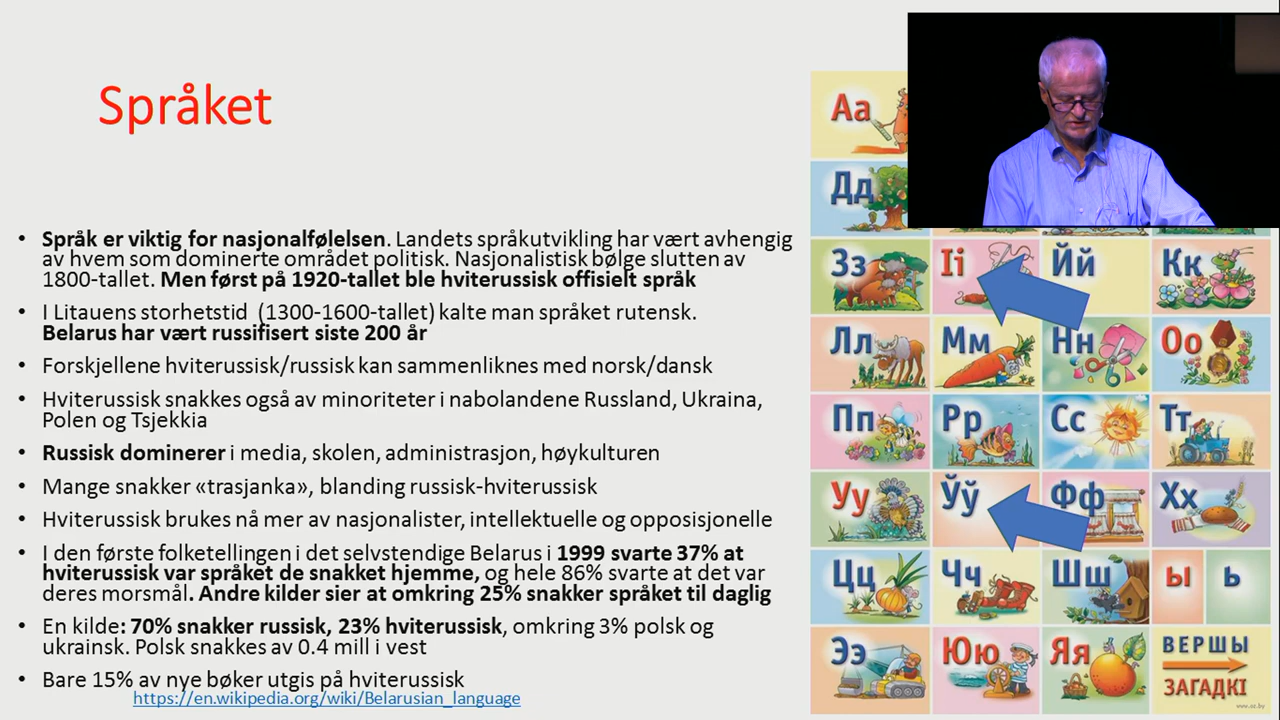 Språket
• Språk er viktig for nasjonalfølelsen. Landets språkutvikling har vært avhengig
av hvem som dominerte området politisk. Nasjonalistisk bølge slutten av
1800-tallet. Men først på 1920-tallet ble hviterussisk offisielt språk
• I Litauens storhetstid (1300-1600-tallet) kalte man språket rutensk.
Belarus har vært russifisert siste 200 år
• Forskjellene hviterussisk/russisk kan sammenliknes med norsk/dansk
• Hviterussisk snakkes også av minoriteter i nabolandene Russland, Ukraina,
Polen og Tsjekkia
• Russisk dominerer i media, skolen, administrasjon, høykulturen
• Mange snakker «trasjanka», blanding russisk-hviterussisk
• Hviterussisk brukes nå mer av nasjonalister, intellektuelle og opposisjonelle
• I den første folketellingen i det selvstendige Belarus i 1999 svarte 37% at
hviterussisk var språket de snakket hjemme, og hele 86% svarte at det var
deres morsmål. Andre kilder sier at omkring 25% snakker språket til daglig
• En kilde: 70% snakker russisk, 23% hviterussisk, omkring 3% polsk og
ukrainsk. Polsk snakkes av 0.4 mill i vest
• Bare 15% av nye bøker utgis på hviterussisk
https://en.wikipedia.org/wiki/Belarusian_language
Аа
Дд
Зз Іі Йй Кк
Лл Мм Нн Оо
Пп Рр Сс Тт
Уу Ўў Фф Хх
Цц Чч Шш ы ь
Ээ Юю Яя ВЕРШЫ
ЗАГАДКІ